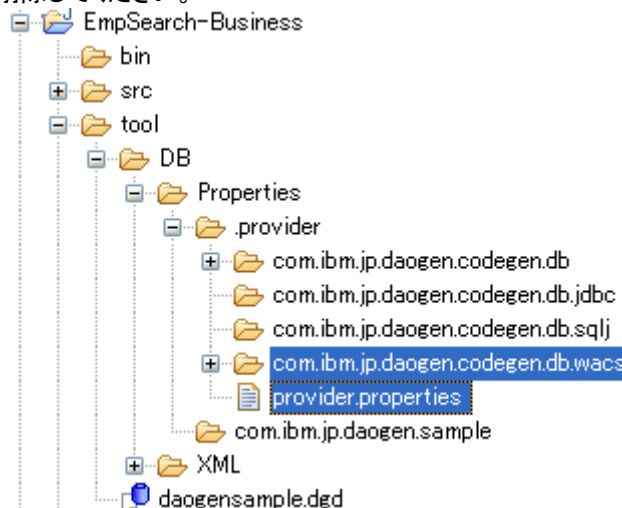 EmpSearch-Business
bin
src
tool
DB
Properties
.provider
com.ibm.jp.daogen.codegen.db
com.ibm.jp.daogen.codegen.db.jdbc
com.ibm.jp.daogen.codegen.db.sqlj
com.ibm.jp.daogen.codegen.db.wacs
provider.properties
com.ibm.jp.daogen.sample
XML
daogensample.dgd